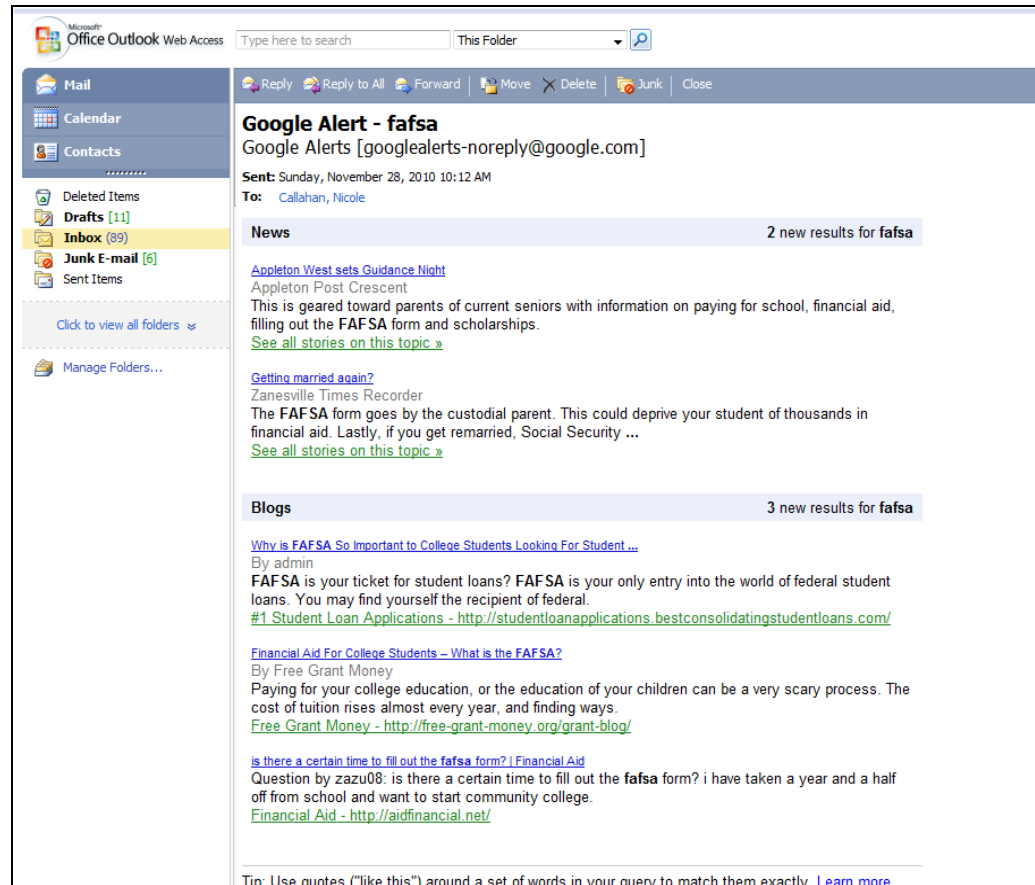 Microsoft
Office Outlook Web Access
Type here to search
This Folder
Mail
Calendar
Contacts
Deleted Items
Drafts [11]
Inbox (89)
Junk E-mail [6]
Sent Items
Click to view all folders
Manage Folders...
Reply Reply to All Forward Move Delete Junk Close
Google Alert - fafsa
Google Alerts [googlealerts-noreply@google.com]
Sent: Sunday, November 28, 2010 10:12 AM
To: Callahan, Nicole
News 2 new results for fafsa
Appleton West sets Guidance Night
Appleton Post Crescent
This is geared toward parents of current seniors with information on paying for school, financial aid,
filling out the FAFSA form and scholarships.
See all stories on this topic »
Getting married again?
Zanesville Times Recorder
The FAFSA form goes by the custodial parent. This could deprive your student of thousands in
financial aid. Lastly, if you get remarried, Social Security ...
See all stories on this topic »
Blogs 3 new results for fafsa
Why is FAFSA So Important to College Students Looking For Student ...
By admin
FAFSA is your ticket for student loans? FAFSA is your only entry into the world of federal student
loans. You may find yourself the recipient of federal.
#1 Student Loan Applications - http://studentloanapplications.bestconsolidatingstudentloans.com/
Financial Aid For College Students – What is the FAFSA?
By Free Grant Money
Paying for your college education, or the education of your children can be a very scary process. The
cost of tuition rises almost every year, and finding ways.
Free Grant Money - http://free-grant-money.org/grant-blog/
is there a certain time to fill out the fafsa form? | Financial Aid
Question by zazu08: is there a certain time to fill out the fafsa form? i have taken a year and a half
off from school and want to start community college.
Financial Aid - http://aidfinancial.net/
Tip: Use quotes ("like this") around a set of words in your query to match them exactly. Learn more